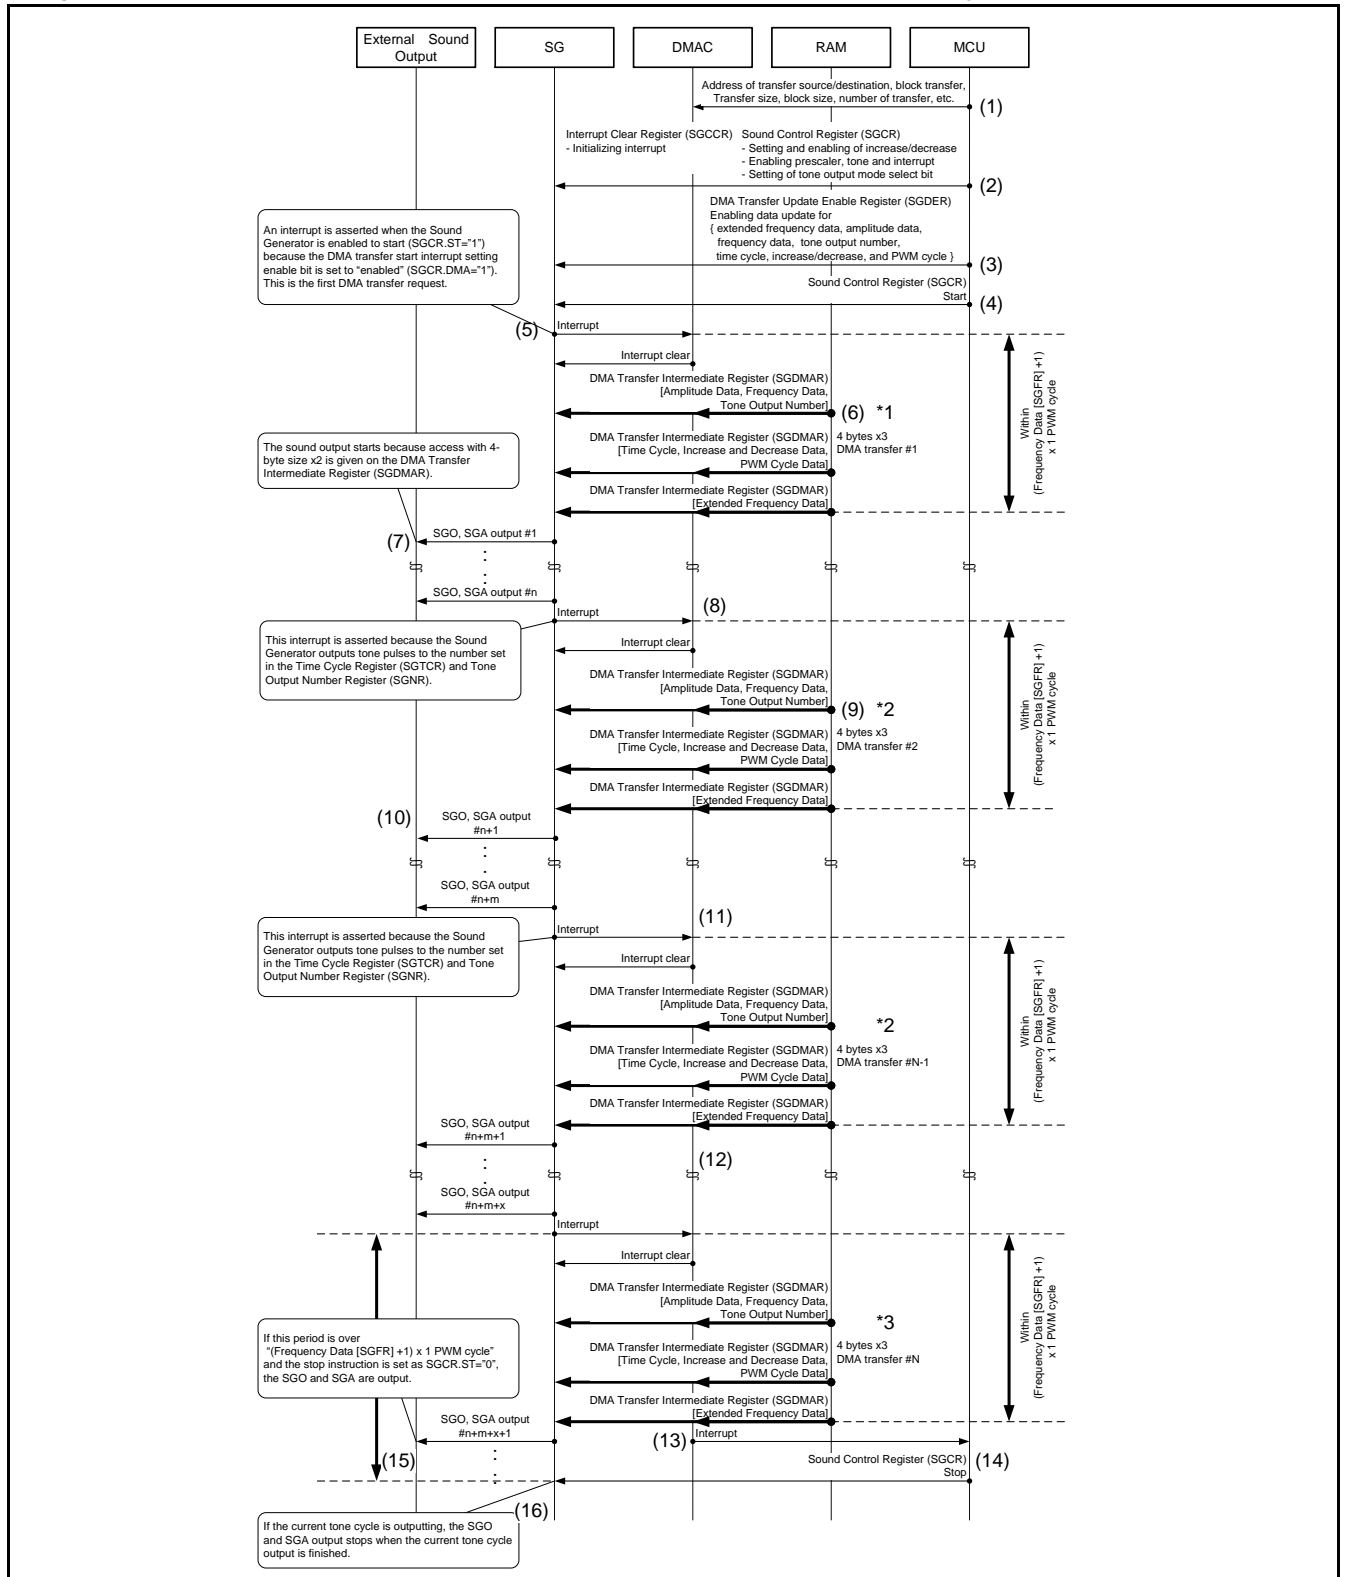 External Sound
Output
SG
DMAC
RAM
MCU
Address of transfer source/destination, block transfer,
Transfer size, block size, number of transfer, etc.
(1)
Interrupt Clear Register (SGCCR)
- Initializing interrupt
Sound Control Register (SGCR)
- Setting and enabling of increase/decrease
- Enabling prescaler, tone and interrupt
- Setting of tone output mode select bit
(2)
DMA Transfer Update Enable Register (SGDER)
Enabling data update for
{ extended frequency data, amplitude data,
frequency data, tone output number,
time cycle, increase/decrease, and PWM cycle }
(3)
An interrupt is asserted when the Sound
Generator is enabled to start (SGCR.ST="1")
because the DMA transfer start interrupt setting
enable bit is set to "enabled" (SGCR.DMA="1").
This is the first DMA transfer request.
Sound Control Register (SGCR)
Start
(4)
(5)
Interrupt
Interrupt clear
DMA Transfer Intermediate Register (SGDMAR)
[Amplitude Data, Frequency Data,
Tone Output Number]
(6) *1
DMA Transfer Intermediate Register (SGDMAR)
[Time Cycle, Increase and Decrease Data,
PWM Cycle Data]
4 bytes x3
DMA transfer #1
DMA Transfer Intermediate Register (SGDMAR)
[Extended Frequency Data]
Within
(Frequency Data [SGFR] +1)
x 1 PWM cycle
The sound output starts because access with 4-
byte size x2 is given on the DMA Transfer
Intermediate Register (SGDMAR).
(7)
SGO, SGA output #1
SGO, SGA output #n
Interrupt
(8)
This interrupt is asserted because the Sound
Generator outputs tone pulses to the number set
in the Time Cycle Register (SGTCR) and Tone
Output Number Register (SGNR).
Interrupt clear
DMA Transfer Intermediate Register (SGDMAR)
[Amplitude Data, Frequency Data,
Tone Output Number]
(9) *2
DMA Transfer Intermediate Register (SGDMAR)
[Time Cycle, Increase and Decrease Data,
PWM Cycle Data]
4 bytes x3
DMA transfer #2
DMA Transfer Intermediate Register (SGDMAR)
[Extended Frequency Data]
Within
(Frequency Data [SGFR] +1)
x 1 PWM cycle
(10)
SGO, SGA output
#n+1
SGO, SGA output
#n+m
(11)
Interrupt
This interrupt is asserted because the Sound
Generator outputs tone pulses to the number set
in the Time Cycle Register (SGTCR) and Tone
Output Number Register (SGNR).
Interrupt clear
DMA Transfer Intermediate Register (SGDMAR)
[Amplitude Data, Frequency Data,
Tone Output Number]
*2
DMA Transfer Intermediate Register (SGDMAR)
[Time Cycle, Increase and Decrease Data,
PWM Cycle Data]
4 bytes x3
DMA transfer #N-1
DMA Transfer Intermediate Register (SGDMAR)
[Extended Frequency Data]
Within
(Frequency Data [SGFR] +1)
x 1 PWM cycle
SGO, SGA output
#n+m+1
(12)
SGO, SGA output
#n+m+x
Interrupt
Interrupt clear
DMA Transfer Intermediate Register (SGDMAR)
[Amplitude Data, Frequency Data,
Tone Output Number]
*3
DMA Transfer Intermediate Register (SGDMAR)
[Time Cycle, Increase and Decrease Data,
PWM Cycle Data]
4 bytes x3
DMA transfer #N
DMA Transfer Intermediate Register (SGDMAR)
[Extended Frequency Data]
Within
(Frequency Data [SGFR] +1)
x 1 PWM cycle
If this period is over
"(Frequency Data [SGFR] +1) x 1 PWM cycle"
and the stop instruction is set as SGCR.ST="0",
the SGO and SGA are output.
SGO, SGA output
#n+m+x+1
(13)
Interrupt
(14)
(15)
Sound Control Register (SGCR)
Stop
(16)
If the current tone cycle is outputting, the SGO
and SGA output stops when the current tone cycle
output is finished.